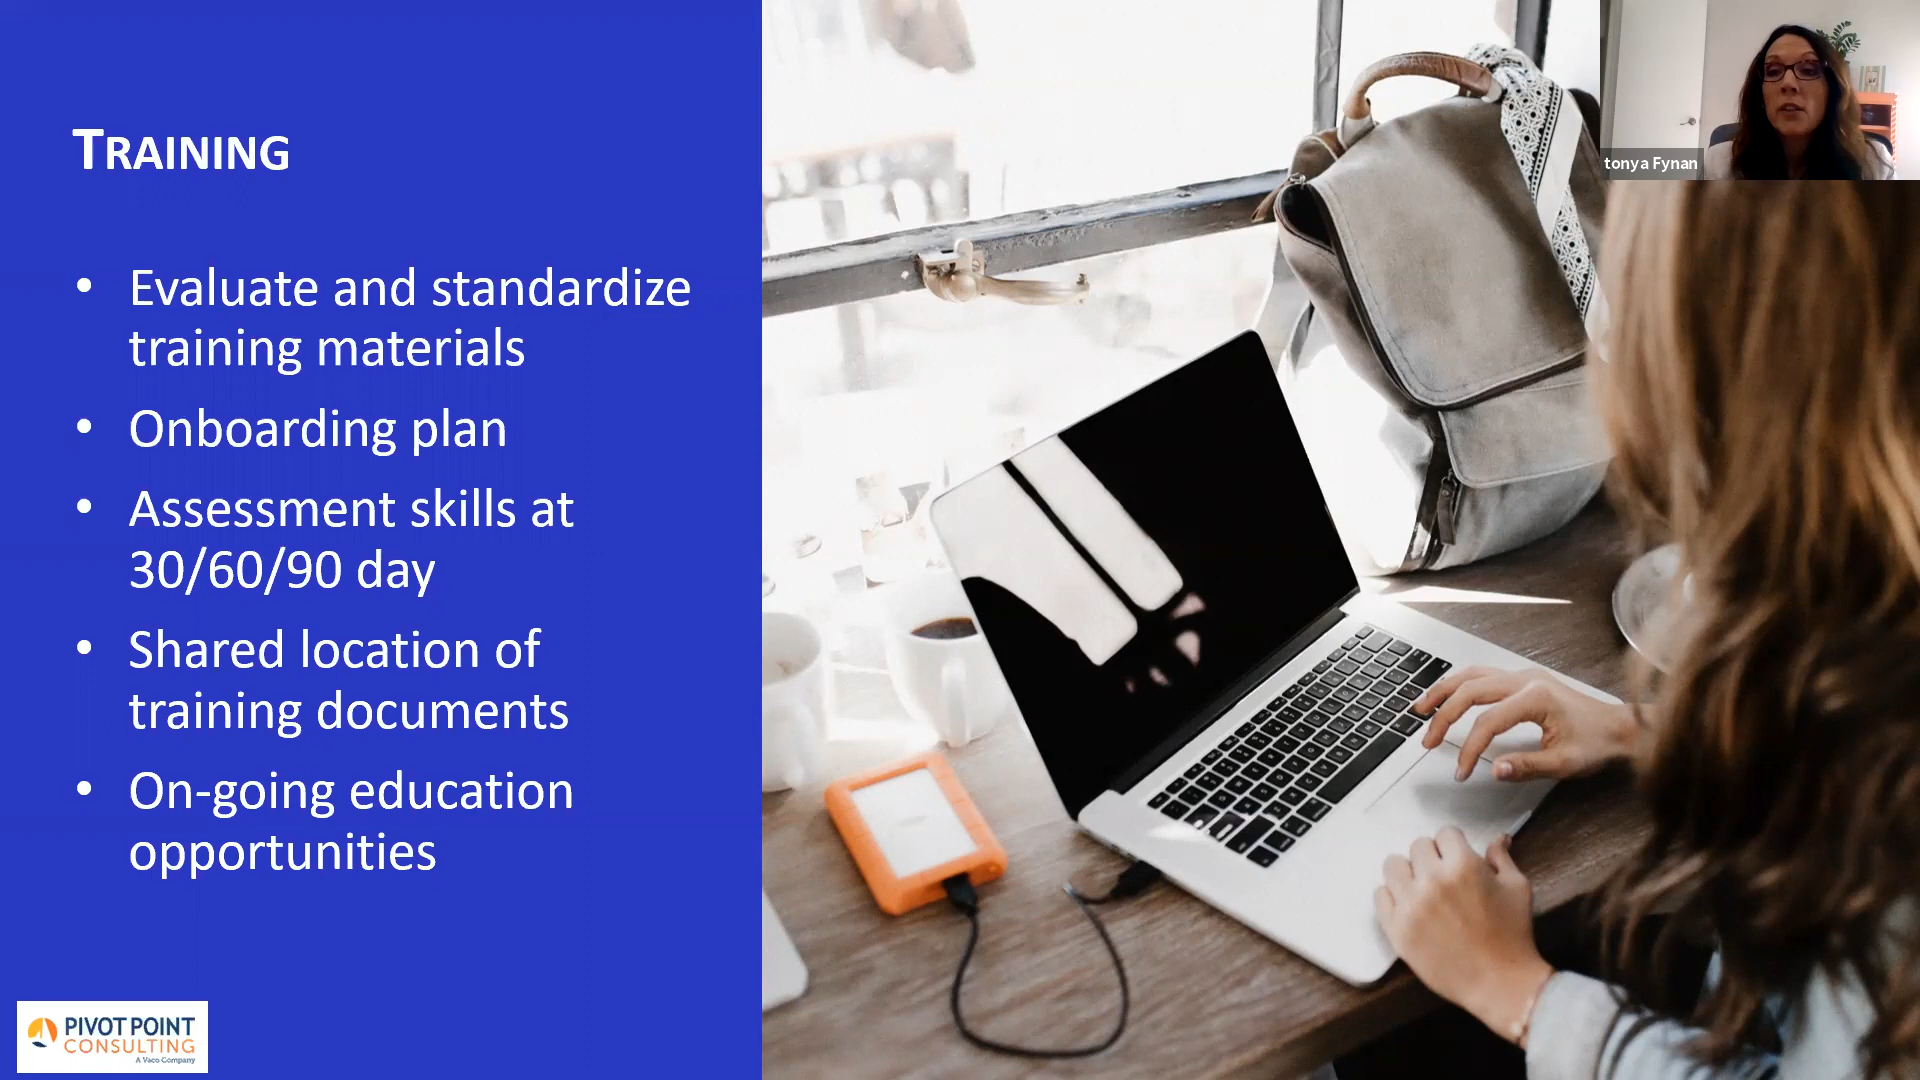 TRAINING
• Evaluate and standardize
training materials
• Onboarding plan
• Assessment skills at
30/60/90 day
• Shared location of
training documents
• On-going education
opportunities
PIVOT POINT
CONSULTING
A Vaco Company
tonya Fynan